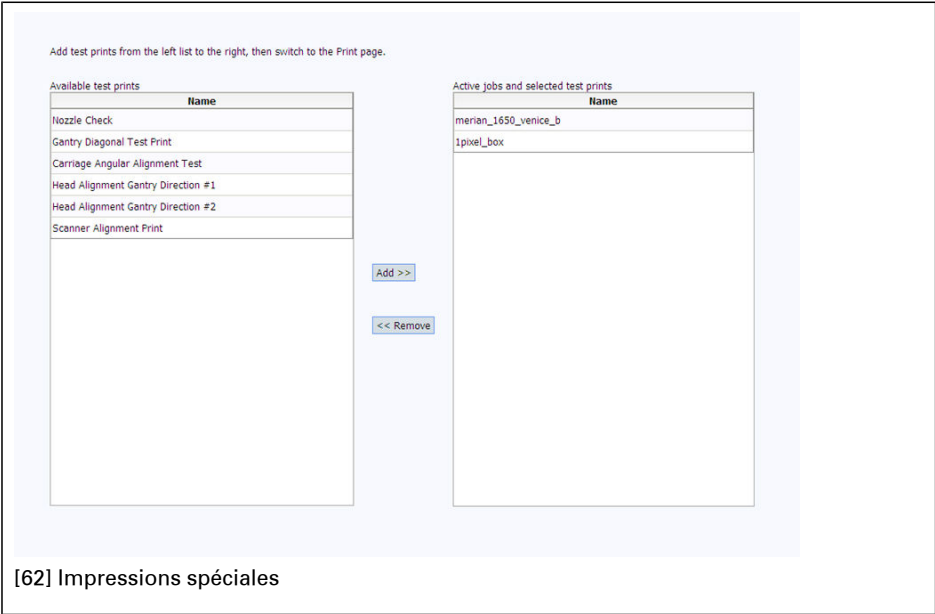 Add test prints from the left list to the right, then switch to the Print page.
Available test prints
Name
Nozzle Check
Gantry Diagonal Test Print
Carriage Angular Alignment Test
Head Alignment Gantry Direction #1
Head Alignment Gantry Direction #2
Scanner Alignment Print
Add >>
<< Remove
Active jobs and selected test prints
Name
merian_1650_venice_b
1pixel_box
[62] Impressions spéciales